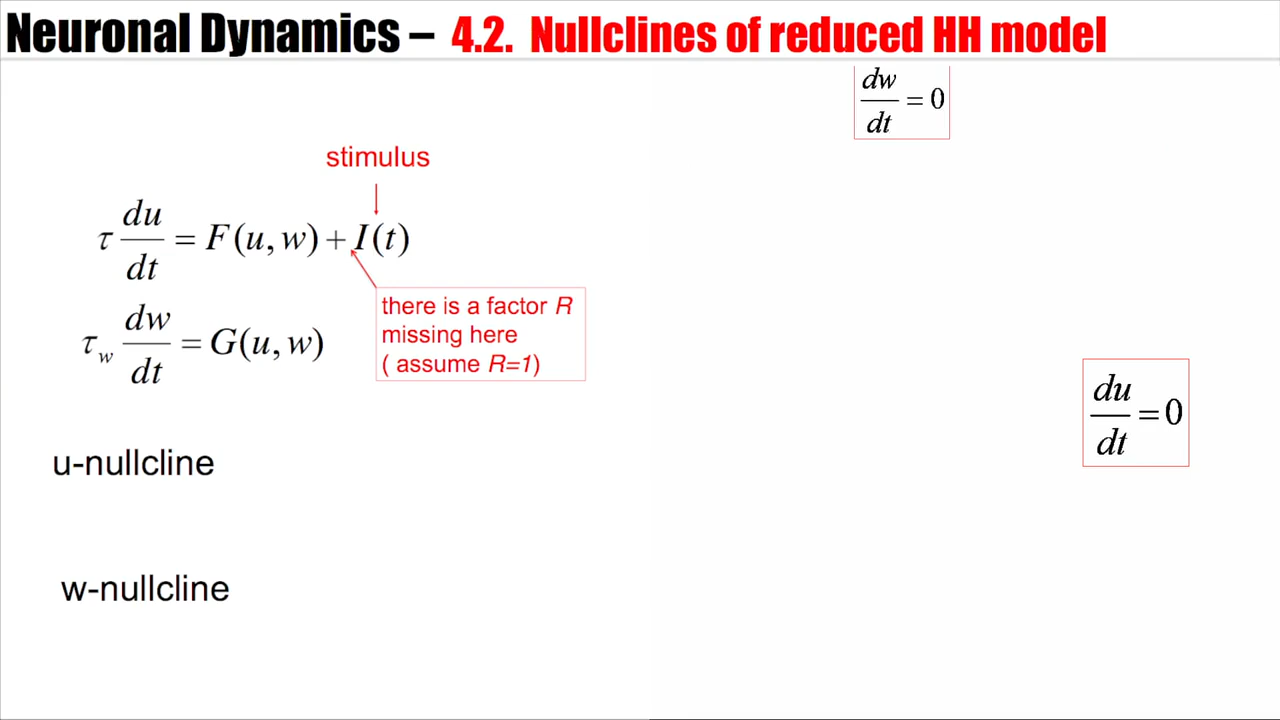 Neuronal Dynamics – 4.2. Nullclines of reduced HH model
dw/dt = 0
stimulus
τ du/dt = F(u, w) + I(t)
there is a factor R
missing here
( assume R=1)
τ_w dw/dt = G(u, w)
du/dt = 0
u-nullcline
w-nullcline